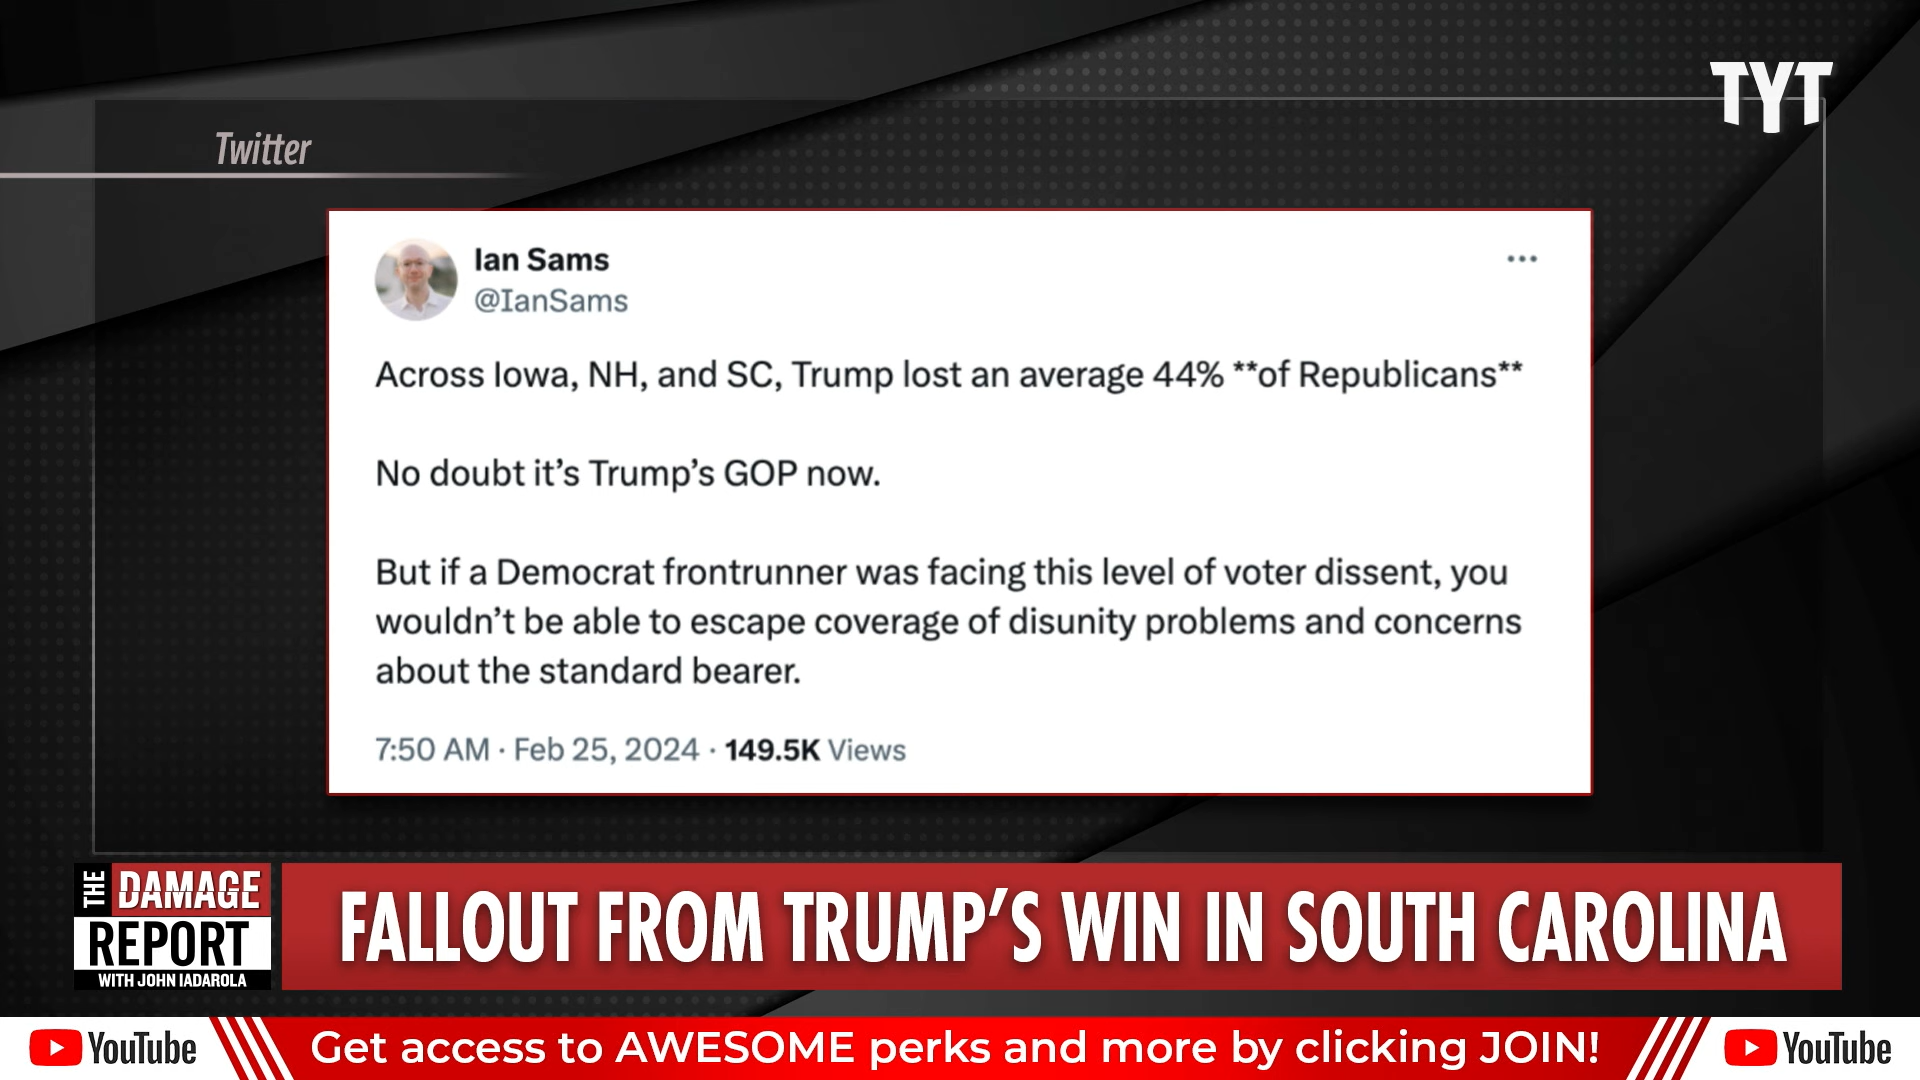 TYT
Twitter
Ian Sams
@IanSams
Across Iowa, NH, and SC, Trump lost an average 44% **of Republicans**
No doubt it’s Trump’s GOP now.
But if a Democrat frontrunner was facing this level of voter dissent, you
wouldn’t be able to escape coverage of disunity problems and concerns
about the standard bearer.
7:50 AM · Feb 25, 2024 · 149.5K Views
THE DAMAGE
REPORT
WITH JOHN IADAROLA
FALLOUT FROM TRUMP’S WIN IN SOUTH CAROLINA
YouTube Get access to AWESOME perks and more by clicking JOIN! YouTube